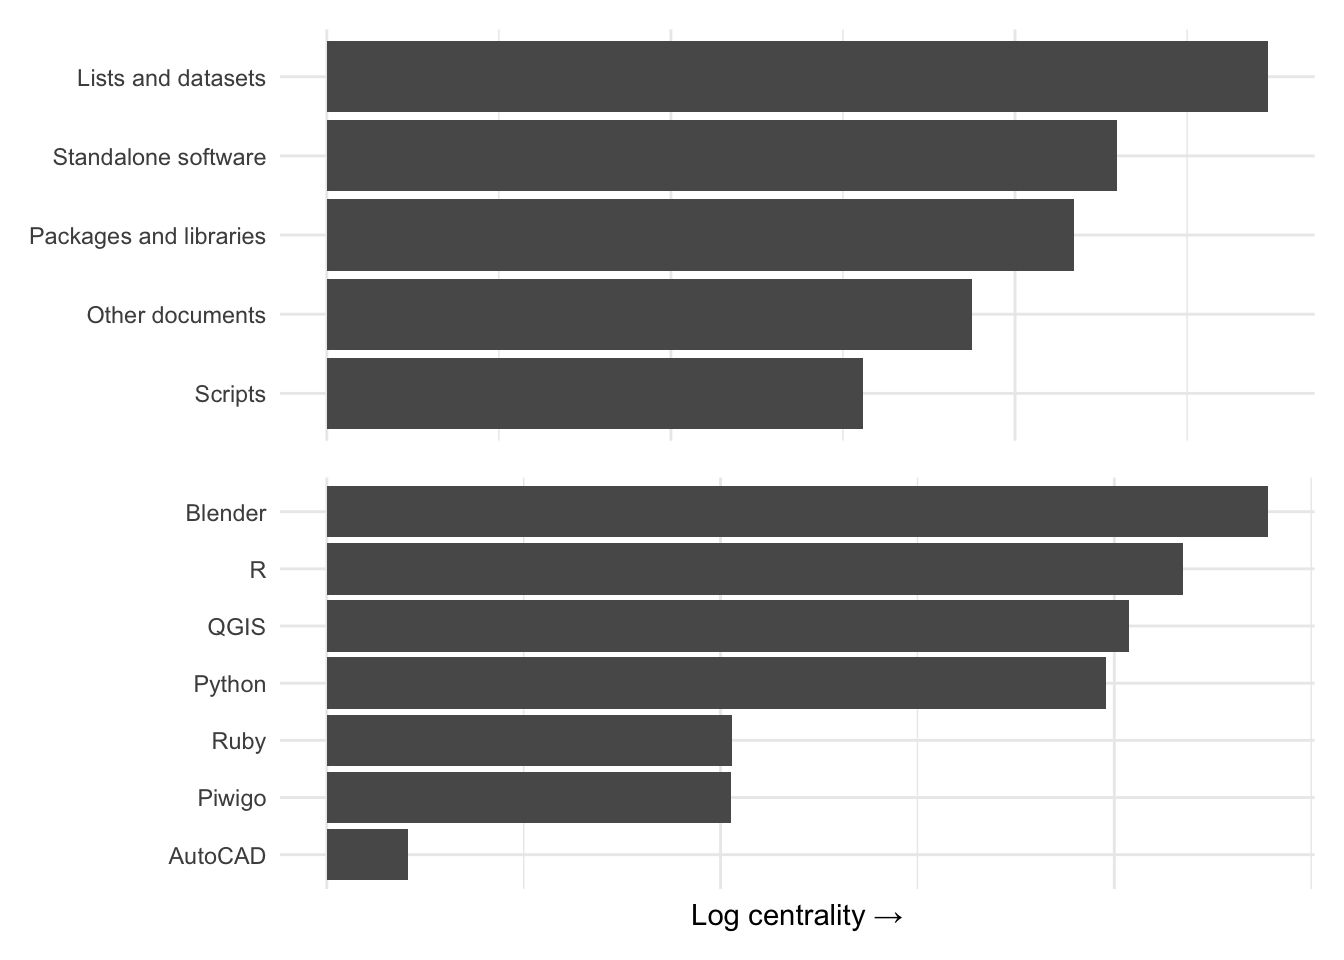 Lists and datasets
Standalone software
Packages and libraries
Other documents
Scripts
Blender
R
QGIS
Python
Ruby
Piwigo
AutoCAD
Log centrality →